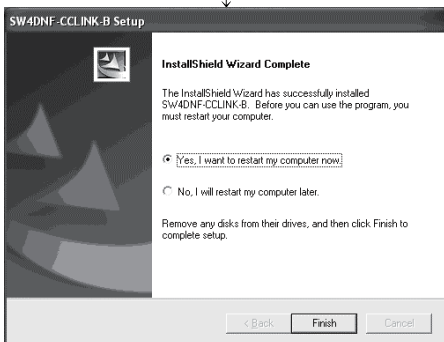 SW4DNF-CCLINK-B Setup
InstallShield Wizard Complete
The InstallShield Wizard has successfully installed
SW4DNF-CCLINK-B. Before you can use the program, you
must restart your computer.
Yes, I want to restart my computer now.
No, I will restart my computer later.
Remove any disks from their drives, and then click Finish to
complete setup.
< Back
Finish
Cancel